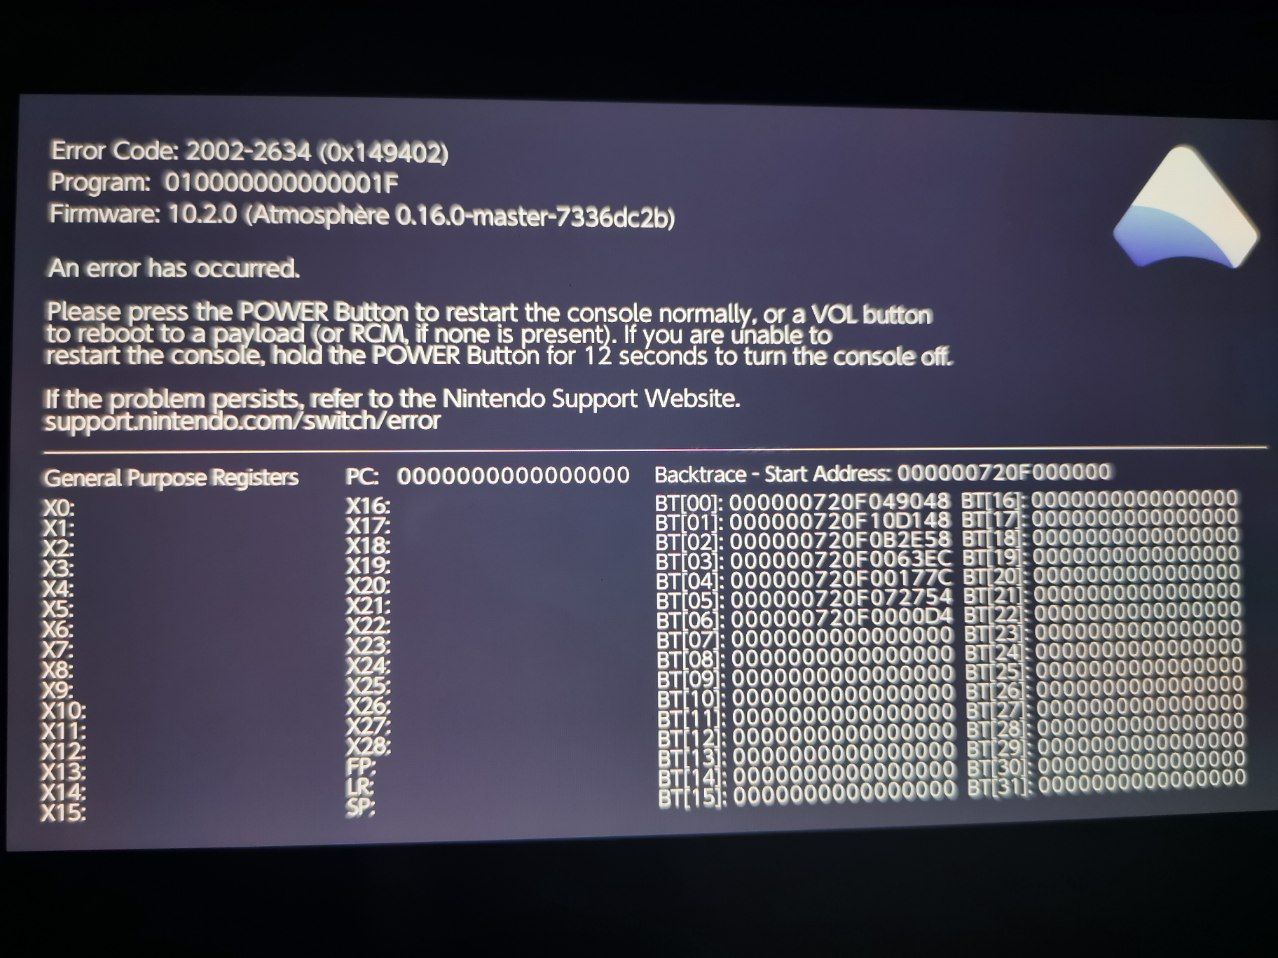 Error Code: 2002-2634 (0x149402)
Program:  010000000000001F
Firmware: 10.2.0 (Atmosphère 0.16.0-master-7336dc2b)
An error has occurred.
Please press the POWER Button to restart the console normally, or a VOL button
to reboot to a payload (or RCM, if none is present). If you are unable to
restart the console, hold the POWER Button for 12 seconds to turn the console off.
If the problem persists, refer to the Nintendo Support Website.
support.nintendo.com/switch/error
General Purpose Registers PC: 0000000000000000 Backtrace - Start Address: 000000720F000000
X0: X16: BT[00]: 000000720F049048 BT[16]: 0000000000000000
X1: X17: BT[01]: 000000720F10D148 BT[17]: 0000000000000000
X2: X18: BT[02]: 000000720F0B2E58 BT[18]: 0000000000000000
X3: X19: BT[03]: 000000720F0063EC BT[19]: 0000000000000000
X4: X20: BT[04]: 000000720F00177C BT[20]: 0000000000000000
X5: X21: BT[05]: 000000720F072754 BT[21]: 0000000000000000
X6: X22: BT[06]: 000000720F0000D4 BT[22]: 0000000000000000
X7: X23: BT[07]: 0000000000000000 BT[23]: 0000000000000000
X8: X24: BT[08]: 0000000000000000 BT[24]: 0000000000000000
X9: X25: BT[09]: 0000000000000000 BT[25]: 0000000000000000
X10: X26: BT[10]: 0000000000000000 BT[26]: 0000000000000000
X11: X27: BT[11]: 0000000000000000 BT[27]: 0000000000000000
X12: X28: BT[12]: 0000000000000000 BT[28]: 0000000000000000
X13: FP: BT[13]: 0000000000000000 BT[29]: 0000000000000000
X14: LR: BT[14]: 0000000000000000 BT[30]: 0000000000000000
X15: SP: BT[15]: 0000000000000000 BT[31]: 0000000000000000